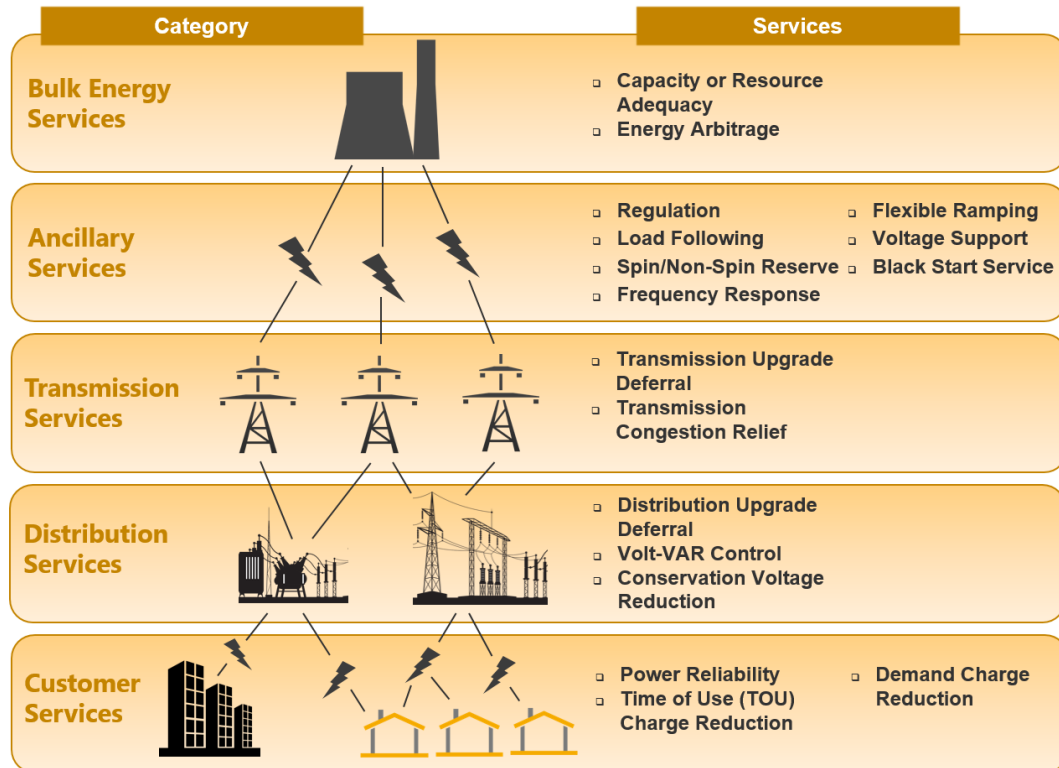 Category
Services
Bulk Energy
Services
Capacity or Resource
Adequacy
Energy Arbitrage
Ancillary
Services
Regulation
Load Following
Spin/Non-Spin Reserve
Frequency Response
Flexible Ramping
Voltage Support
Black Start Service
Transmission
Services
Transmission Upgrade
Deferral
Transmission
Congestion Relief
Distribution
Services
Distribution Upgrade
Deferral
Volt-VAR Control
Conservation Voltage
Reduction
Customer
Services
Power Reliability
Time of Use (TOU)
Charge Reduction
Demand Charge
Reduction